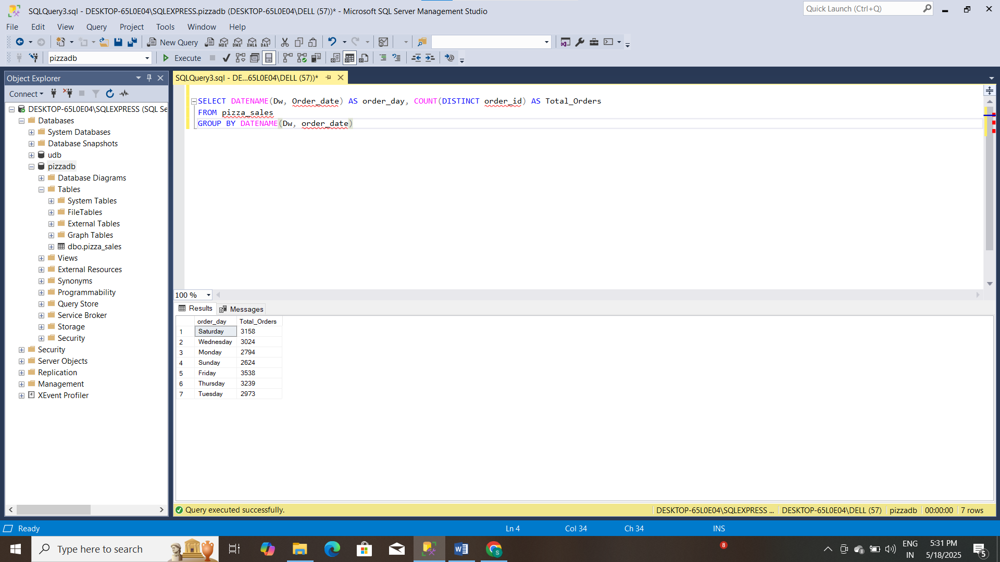 SQLQuery3.sql - DESKTOP-65L0E04\SQLEXPRESS.pizzadb (DESKTOP-65L0E04\DELL (57))* - Microsoft SQL Server Management Studio
Quick Launch (Ctrl+Q)
File Edit View Query Project Tools Window Help
New Query MDX DMX XMLA DAX
pizzadb Execute
Object Explorer
SQLQuery3.sql - DE...65L0E04\DELL (57))*
Connect
DESKTOP-65L0E04\SQLEXPRESS (SQL Se
Databases
System Databases
Database Snapshots
udb
pizzadb
Database Diagrams
Tables
System Tables
FileTables
External Tables
Graph Tables
dbo.pizza_sales
Views
External Resources
Synonyms
Programmability
Query Store
Service Broker
Storage
Security
Security
Server Objects
Replication
Management
XEvent Profiler
SELECT DATENAME(Dw, Order_date) AS order_day, COUNT(DISTINCT order_id) AS Total_Orders
FROM pizza_sales
GROUP BY DATENAME(Dw, order_date)
100 %
Results Messages
order_day Total_Orders
1 Saturday 3158
2 Wednesday 3024
3 Monday 2794
4 Sunday 2624
5 Friday 3538
6 Thursday 3239
7 Tuesday 2973
Query executed successfully. DESKTOP-65L0E04\SQLEXPRESS ... DESKTOP-65L0E04\DELL (57) pizzadb 00:00:00 7 rows
Ready Ln 4 Col 34 Ch 34 INS
Type here to search
8
ENG
IN
5:31 PM
5/18/2025
5